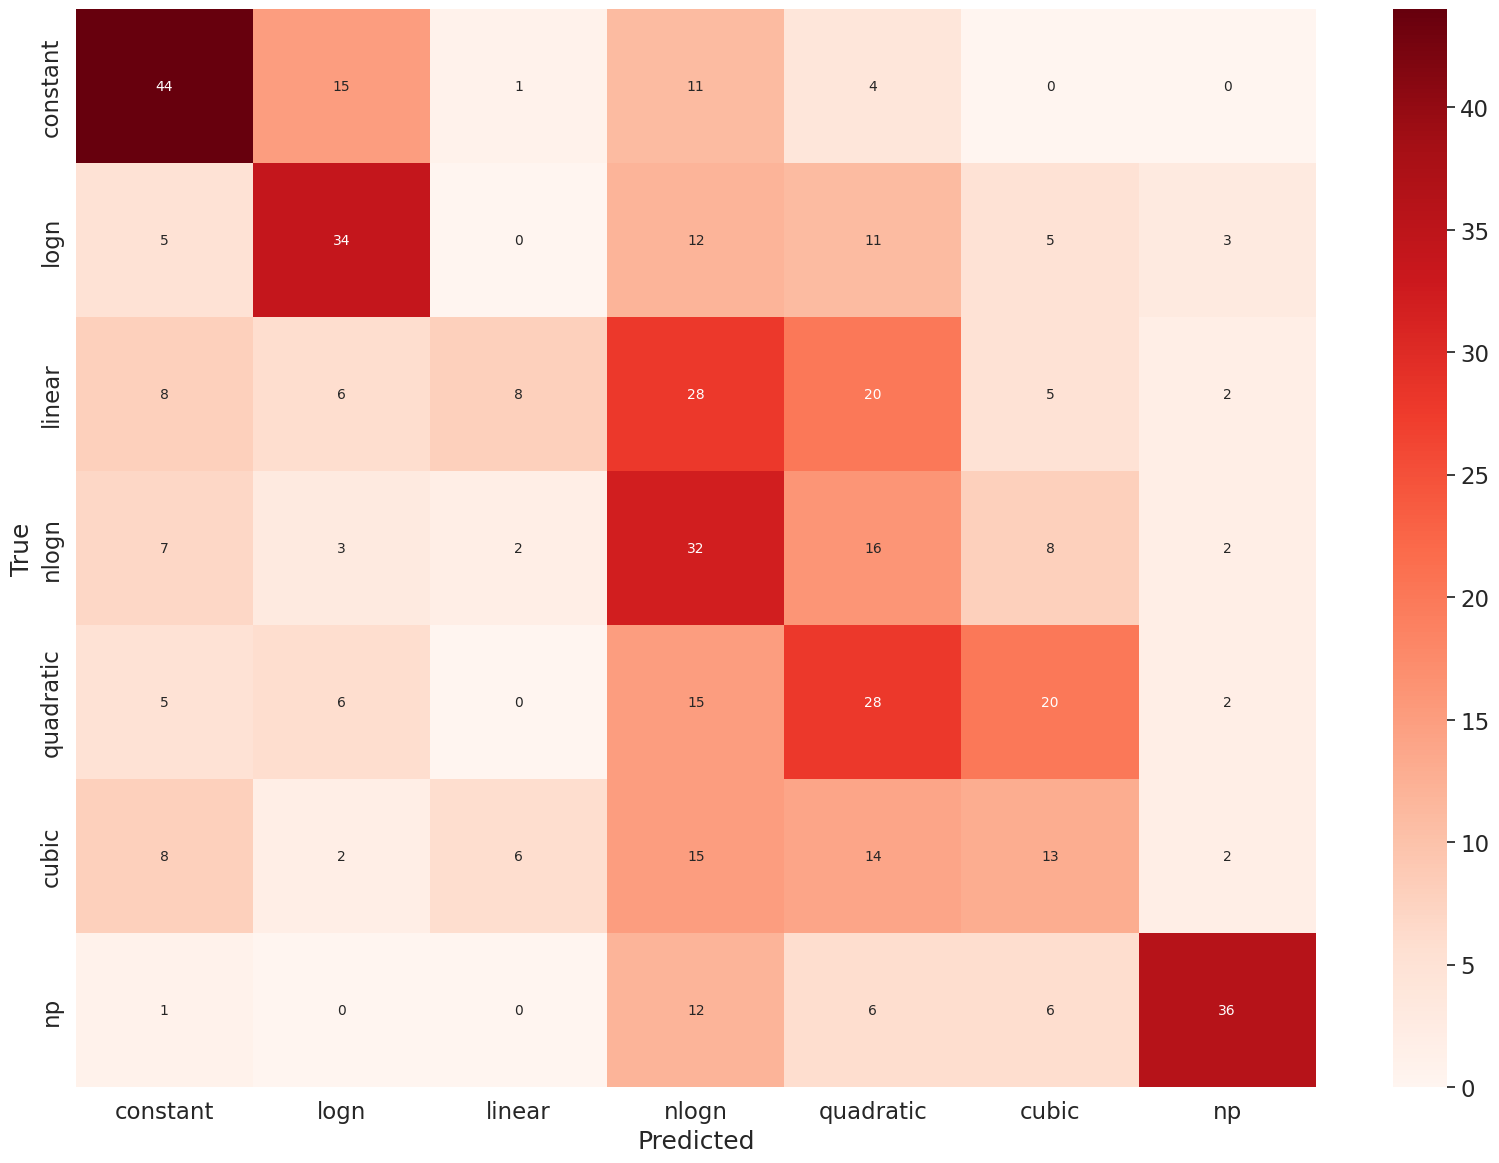 True
constant 44 15 1 11 4 0 0
logn 5 34 0 12 11 5 3
linear 8 6 8 28 20 5 2
nlogn 7 3 2 32 16 8 2
quadratic 5 6 0 15 28 20 2
cubic 8 2 6 15 14 13 2
np 1 0 0 12 6 6 36
constant logn linear nlogn quadratic cubic np
Predicted
40
35
30
25
20
15
10
5
0